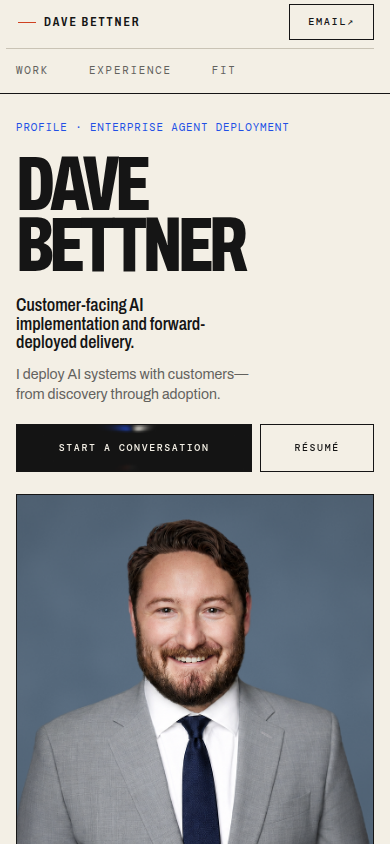 DAVE BETTNER
EMAIL↗
WORK EXPERIENCE FIT
PROFILE · ENTERPRISE AGENT DEPLOYMENT
DAVE
BETTNER
Customer-facing AI
implementation and forward-
deployed delivery.
I deploy AI systems with customers—
from discovery through adoption.
START A CONVERSATION
RÉSUMÉ